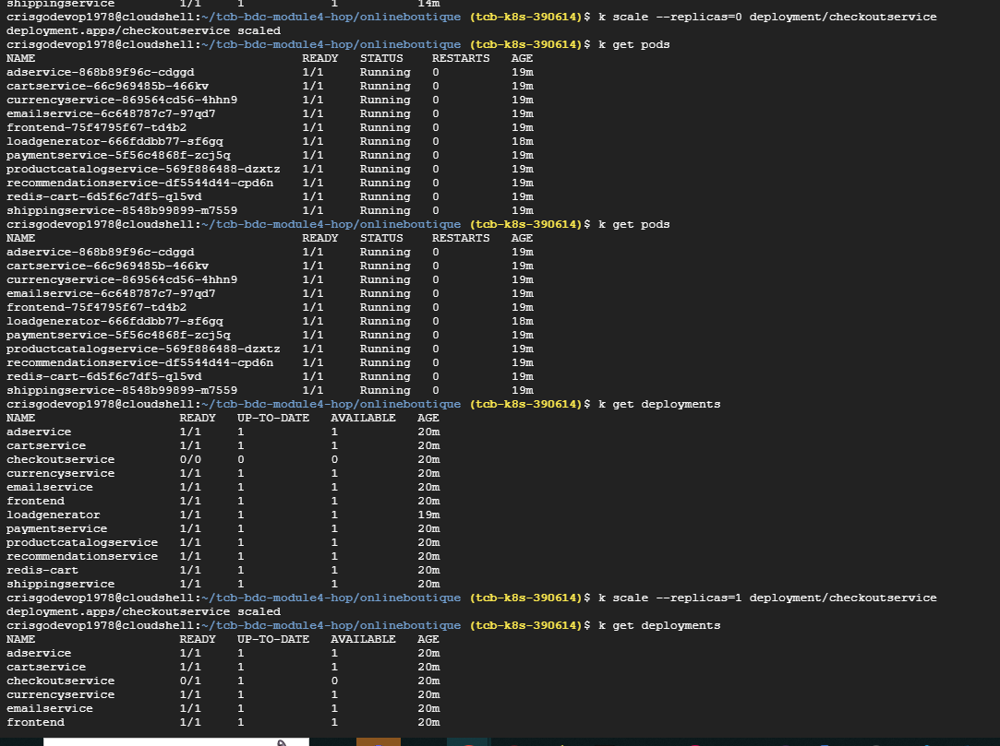 shippingservice 1/1 1 1 14m
crisgodevop1978@cloudshell:~/tcb-bdc-module4-hop/onlineboutique (tcb-k8s-390614)$ k scale --replicas=0 deployment/checkoutservice
deployment.apps/checkoutservice scaled
crisgodevop1978@cloudshell:~/tcb-bdc-module4-hop/onlineboutique (tcb-k8s-390614)$ k get pods
NAME READY STATUS RESTARTS AGE
adservice-868b89f96c-cdggd 1/1 Running 0 19m
cartservice-66c969485b-466kv 1/1 Running 0 19m
currencyservice-869564cd56-4hhn9 1/1 Running 0 19m
emailservice-6c648787c7-97qd7 1/1 Running 0 19m
frontend-75f4795f67-td4b2 1/1 Running 0 19m
loadgenerator-666fddbb77-sf6gq 1/1 Running 0 18m
paymentservice-5f56c4868f-zcj5q 1/1 Running 0 19m
productcatalogservice-569f886488-dzxtz 1/1 Running 0 19m
recommendationservice-df5544d44-cpd6n 1/1 Running 0 19m
redis-cart-6d5f6c7df5-ql5vd 1/1 Running 0 19m
shippingservice-8548b99899-m7559 1/1 Running 0 19m
crisgodevop1978@cloudshell:~/tcb-bdc-module4-hop/onlineboutique (tcb-k8s-390614)$ k get pods
NAME READY STATUS RESTARTS AGE
adservice-868b89f96c-cdggd 1/1 Running 0 19m
cartservice-66c969485b-466kv 1/1 Running 0 19m
currencyservice-869564cd56-4hhn9 1/1 Running 0 19m
emailservice-6c648787c7-97qd7 1/1 Running 0 19m
frontend-75f4795f67-td4b2 1/1 Running 0 19m
loadgenerator-666fddbb77-sf6gq 1/1 Running 0 18m
paymentservice-5f56c4868f-zcj5q 1/1 Running 0 19m
productcatalogservice-569f886488-dzxtz 1/1 Running 0 19m
recommendationservice-df5544d44-cpd6n 1/1 Running 0 19m
redis-cart-6d5f6c7df5-ql5vd 1/1 Running 0 19m
shippingservice-8548b99899-m7559 1/1 Running 0 19m
crisgodevop1978@cloudshell:~/tcb-bdc-module4-hop/onlineboutique (tcb-k8s-390614)$ k get deployments
NAME READY UP-TO-DATE AVAILABLE AGE
adservice 1/1 1 1 20m
cartservice 1/1 1 1 20m
checkoutservice 0/0 0 0 20m
currencyservice 1/1 1 1 20m
emailservice 1/1 1 1 20m
frontend 1/1 1 1 20m
loadgenerator 1/1 1 1 19m
paymentservice 1/1 1 1 20m
productcatalogservice 1/1 1 1 20m
recommendationservice 1/1 1 1 20m
redis-cart 1/1 1 1 20m
shippingservice 1/1 1 1 20m
crisgodevop1978@cloudshell:~/tcb-bdc-module4-hop/onlineboutique (tcb-k8s-390614)$ k scale --replicas=1 deployment/checkoutservice
deployment.apps/checkoutservice scaled
crisgodevop1978@cloudshell:~/tcb-bdc-module4-hop/onlineboutique (tcb-k8s-390614)$ k get deployments
NAME READY UP-TO-DATE AVAILABLE AGE
adservice 1/1 1 1 20m
cartservice 1/1 1 1 20m
checkoutservice 0/1 1 0 20m
currencyservice 1/1 1 1 20m
emailservice 1/1 1 1 20m
frontend 1/1 1 1 20m